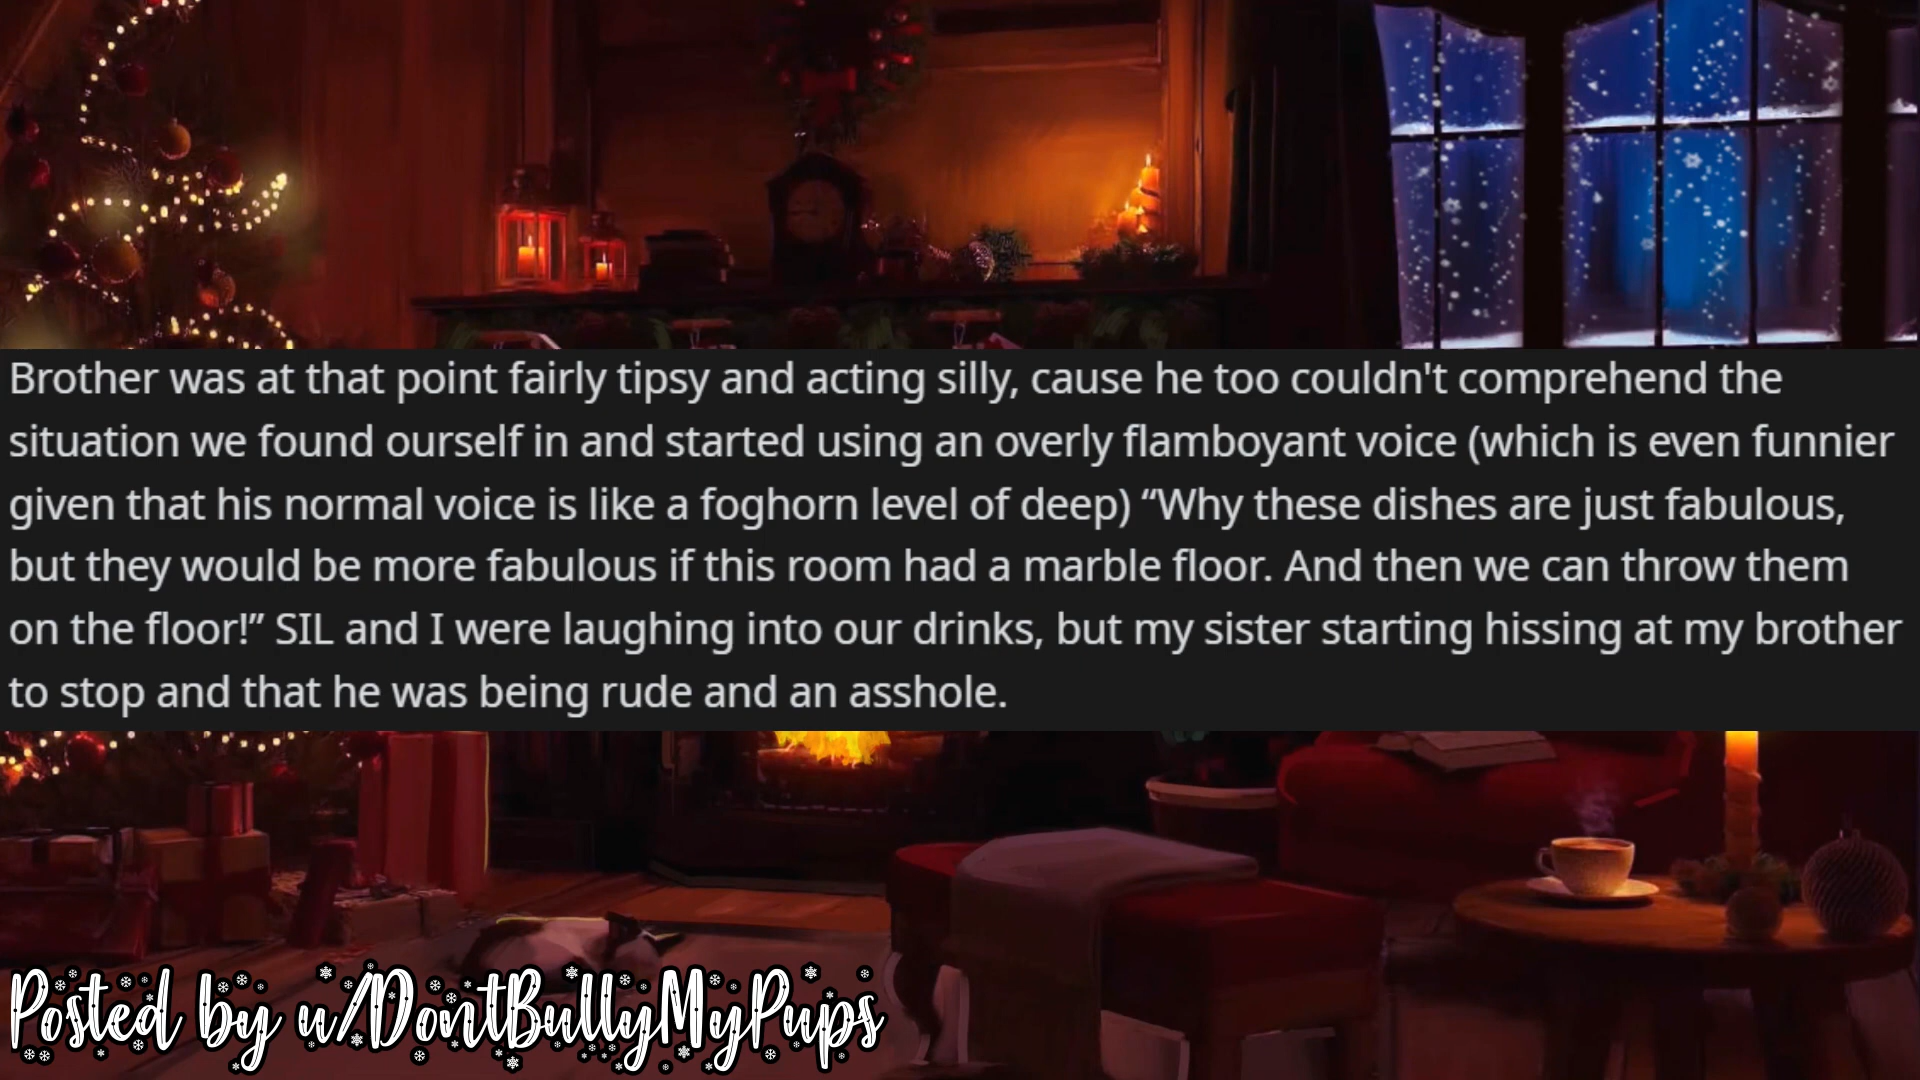 Brother was at that point fairly tipsy and acting silly, cause he too couldn't comprehend the
situation we found ourself in and started using an overly flamboyant voice (which is even funnier
given that his normal voice is like a foghorn level of deep) “Why these dishes are just fabulous,
but they would be more fabulous if this room had a marble floor. And then we can throw them
on the floor!” SIL and I were laughing into our drinks, but my sister starting hissing at my brother
to stop and that he was being rude and an asshole.
Posted by u/DontBullyMyPups